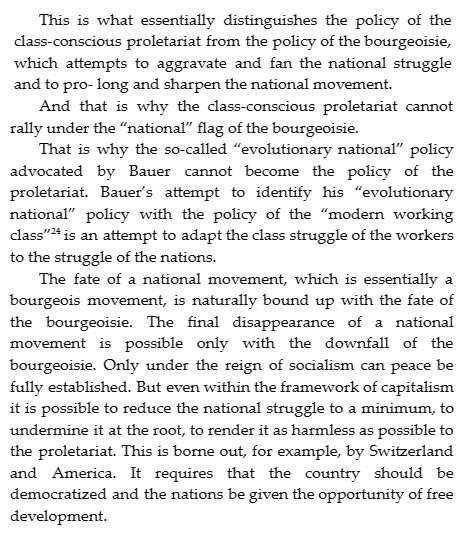 This is what essentially distinguishes the policy of the
class-conscious proletariat from the policy of the bourgeoisie,
which attempts to aggravate and fan the national struggle
and to pro- long and sharpen the national movement.
And that is why the class-conscious proletariat cannot
rally under the “national” flag of the bourgeoisie.
That is why the so-called “evolutionary national” policy
advocated by Bauer cannot become the policy of the
proletariat. Bauer’s attempt to identify his “evolutionary
national” policy with the policy of the “modern working
class”²⁴ is an attempt to adapt the class struggle of the workers
to the struggle of the nations.
The fate of a national movement, which is essentially a
bourgeois movement, is naturally bound up with the fate of
the bourgeoisie. The final disappearance of a national
movement is possible only with the downfall of the
bourgeoisie. Only under the reign of socialism can peace be
fully established. But even within the framework of capitalism
it is possible to reduce the national struggle to a minimum, to
undermine it at the root, to render it as harmless as possible to
the proletariat. This is borne out, for example, by Switzerland
and America. It requires that the country should be
democratized and the nations be given the opportunity of free
development.